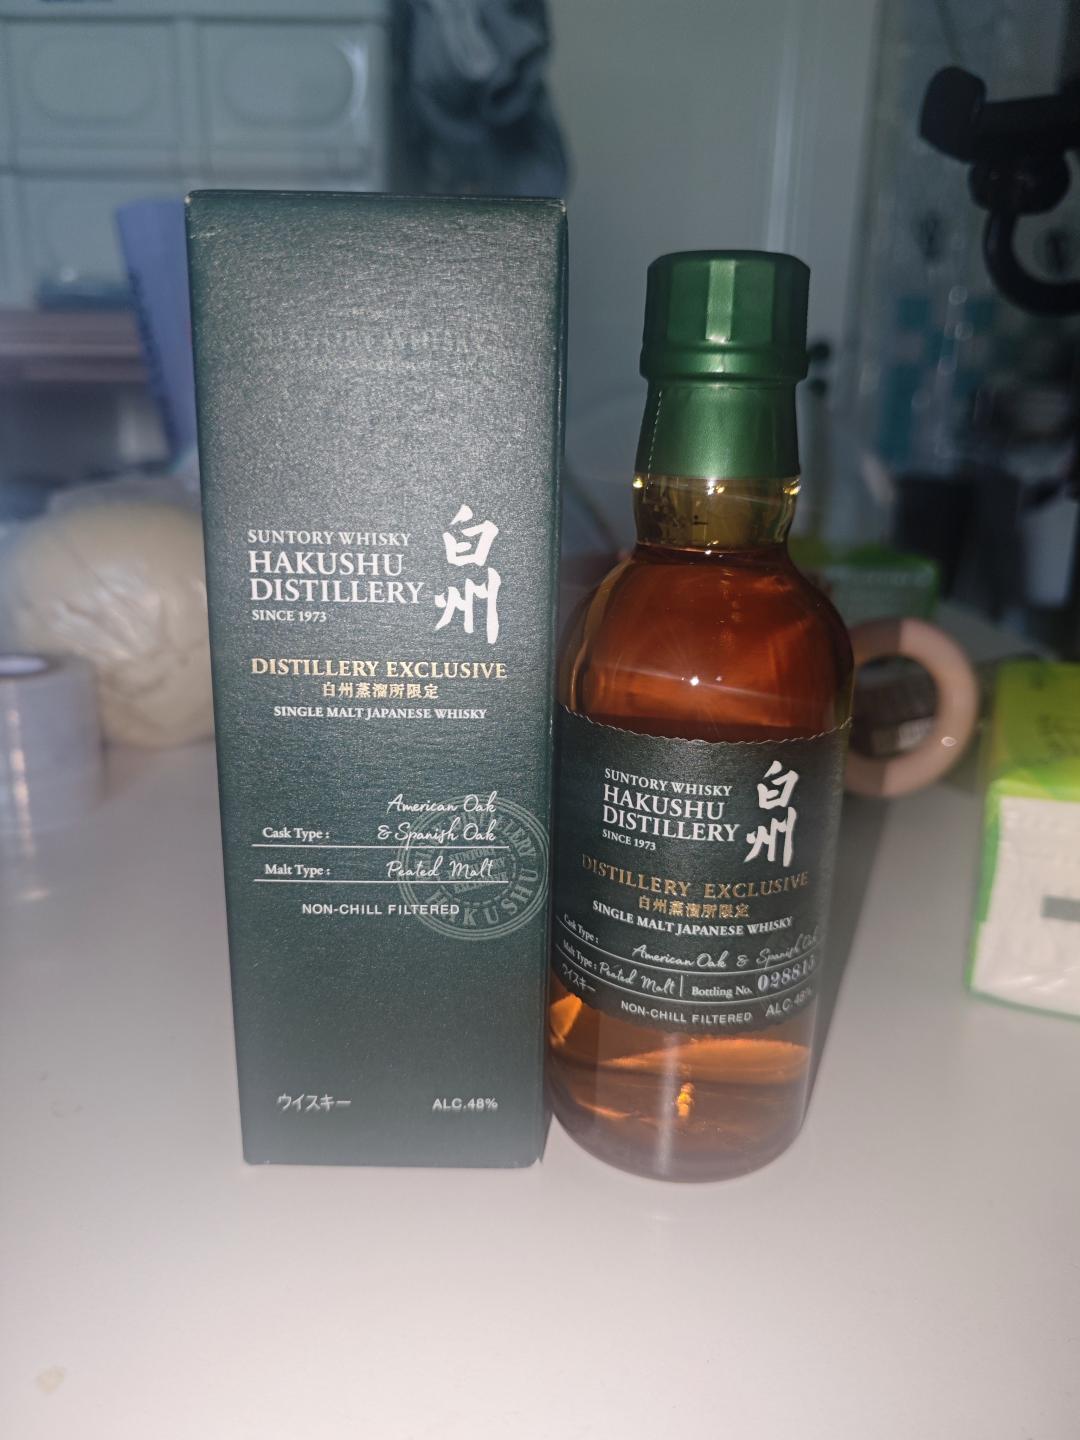 SUNTORY WHISKY
HAKUSHU
DISTILLERY
SINCE 1973
白州
DISTILLERY EXCLUSIVE
白州蒸溜所限定
SINGLE MALT JAPANESE WHISKY
Cask Type : American Oak
& Spanish Oak
Malt Type : Peated Malt
NON-CHILL FILTERED
HAKUSHU
ウイスキー ALC.48%
SUNTORY WHISKY
HAKUSHU
DISTILLERY
SINCE 1973
白州
DISTILLERY EXCLUSIVE
白州蒸溜所限定
SINGLE MALT JAPANESE WHISKY
Cask Type : American Oak & Spanish Oak
Malt Type : Peated Malt Bottling No. 028815
ウイスキー NON-CHILL FILTERED ALC.48%